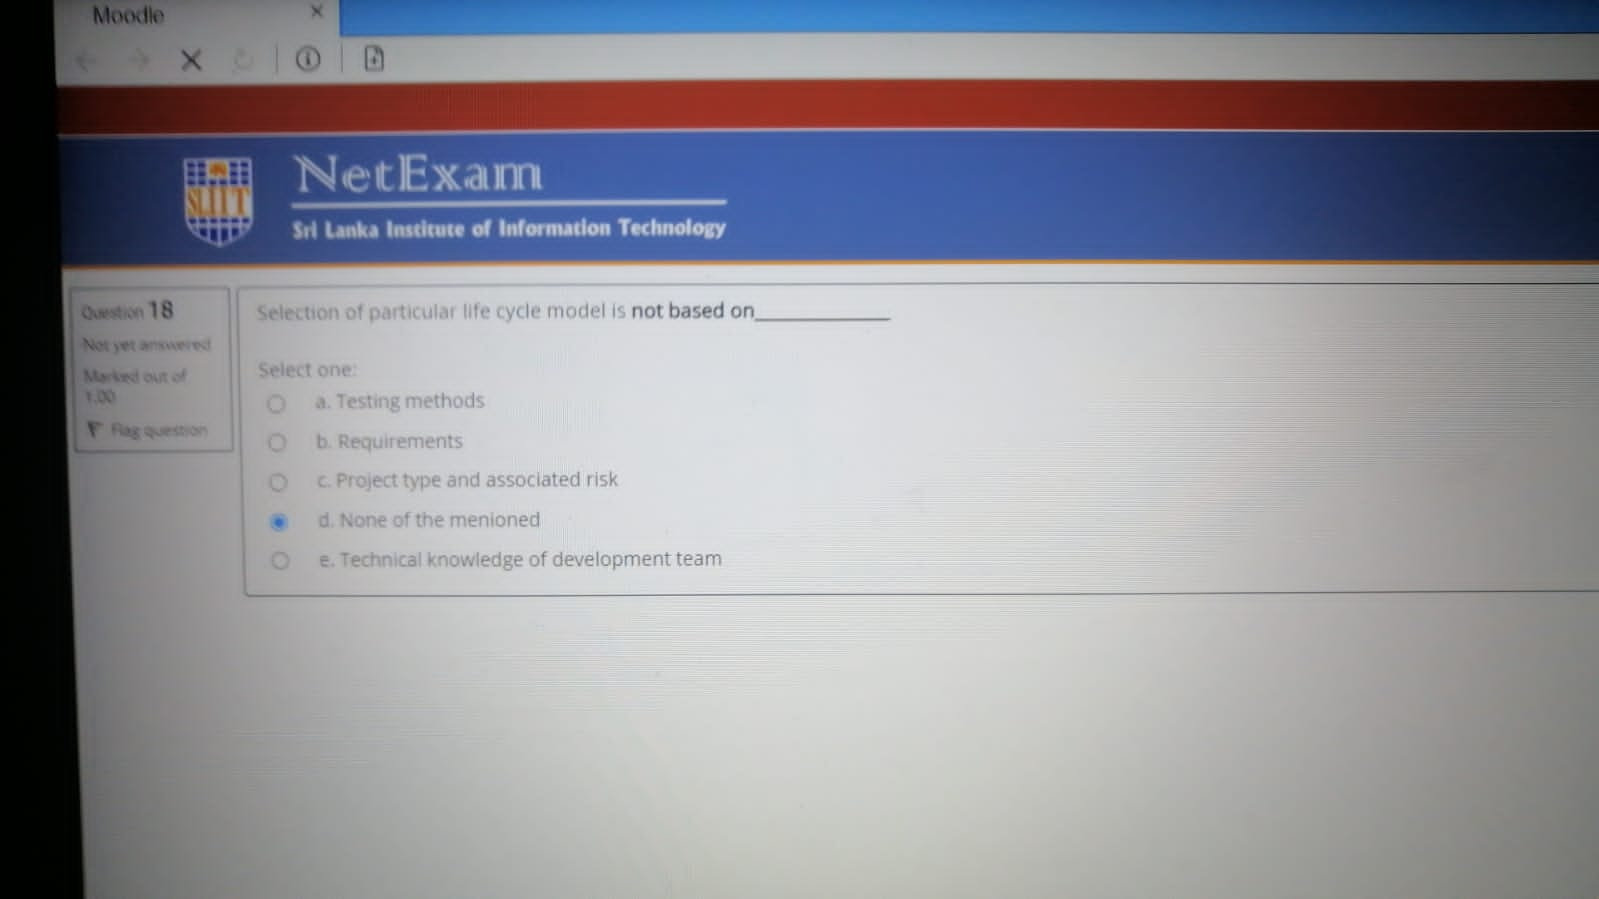 Moodle
NetExam
SLIIT
Sri Lanka Institute of Information Technology
Question 18
Not yet answered
Marked out of
1.00
Flag question
Selection of particular life cycle model is not based on____________
Select one:
a. Testing methods
b. Requirements
c. Project type and associated risk
d. None of the menioned
e. Technical knowledge of development team